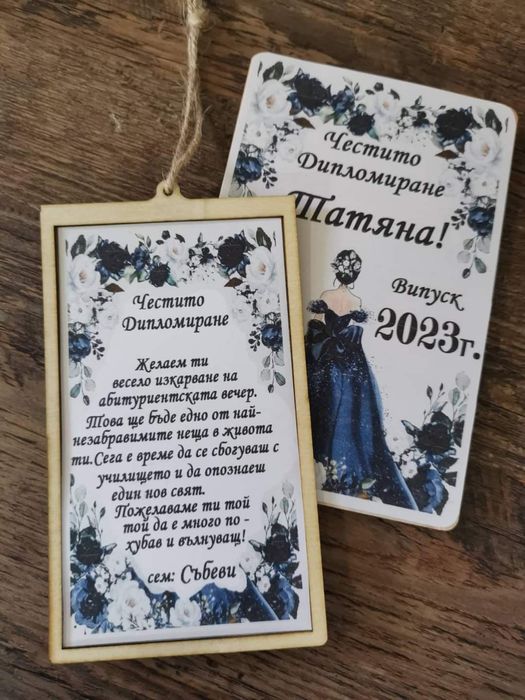 Честито
Дипломиране
Татяна!
Випуск
2023г.
Честито
Дипломиране
Желаем ти
весело изкарване на
абитуриентската вечер.
Това ще бъде едно от най-
незабравимите неща в живота
ти.Сега е време да се сбогуваш с
училището и да опознаеш
един нов свят.
Пожелаваме ти той
той да е много по -
хубав и вълнуващ!
сем: Събеви